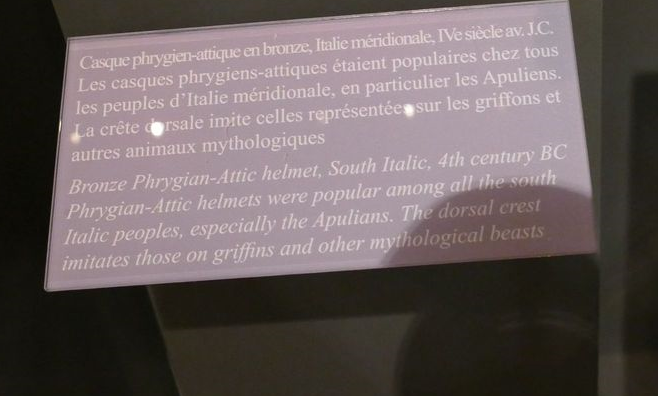 Casque phrygien-attique en bronze, Italie méridionale, IVe siècle av. J.C.
Les casques phrygiens-attiques étaient populaires chez tous
les peuples d'Italie méridionale, en particulier les Apuliens.
La crête dorsale imite celles représentées sur les griffons et
autres animaux mythologiques
Bronze Phrygian-Attic helmet, South Italic, 4th century BC
Phrygian-Attic helmets were popular among all the south
Italic peoples, especially the Apulians. The dorsal crest
imitates those on griffins and other mythological beasts